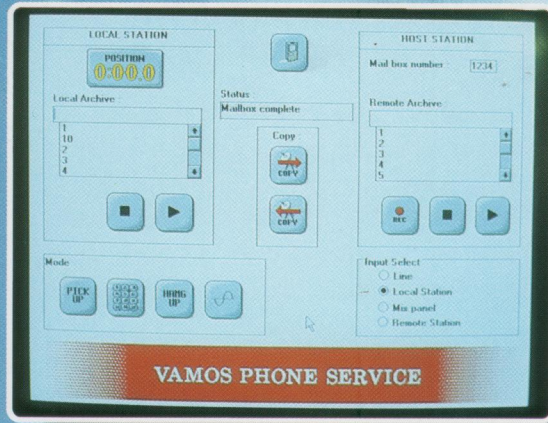 LOCAL STATION
POSITION
0:00.0
Local Archive
1
10
2
3
4
Status
Mailbox complete
Copy
COPY
COPY
HOST STATION
Mail box number
1234
Remote Archive
1
2
3
4
5
REC
Mode
PICK
UP
HANG
UP
Input Select
Line
Local Station
Mix panel
Remote Station
VAMOS PHONE SERVICE